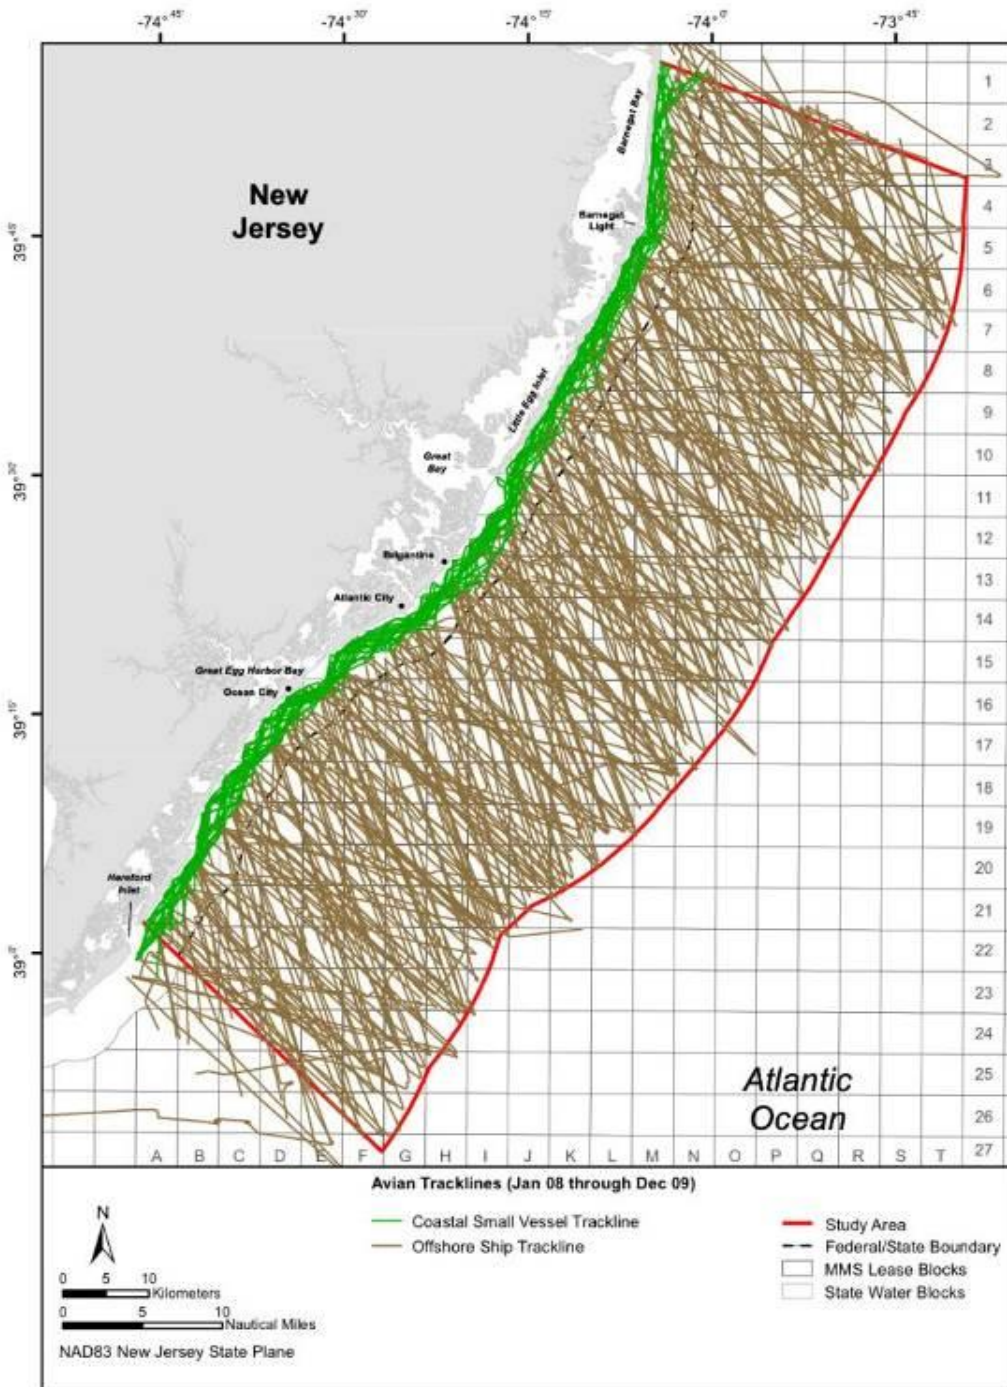 -74°45'
-74°30'
-74°15'
-74°0'
-73°45'
1
2
3
4
5
6
7
8
9
10
11
12
13
14
15
16
17
18
19
20
21
22
23
24
25
26
27
39°45'
39°30'
39°15'
39°0'
New
Jersey
Barnegat Bay
Barnegat
Light
Little Egg Inlet
Great
Bay
Brigantine
Atlantic City
Great Egg Harbor Bay
Ocean City
Hereford
Inlet
Atlantic
Ocean
A B C D E F G H I J K L M N O P Q R S T
Avian Tracklines (Jan 08 through Dec 09)
Coastal Small Vessel Trackline
Offshore Ship Trackline
Study Area
Federal/State Boundary
MMS Lease Blocks
State Water Blocks
N
0 5 10
Kilometers
0 5 10
Nautical Miles
NAD83 New Jersey State Plane